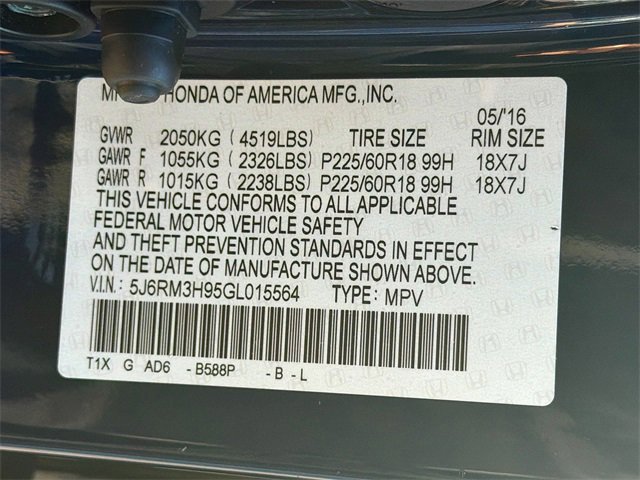 HONDA OF AMERICA MFG.,INC.
05/'16
GVWR 2050KG (4519LBS) TIRE SIZE RIM SIZE
GAWR F 1055KG (2326LBS) P225/60R18 99H 18X7J
GAWR R 1015KG (2238LBS) P225/60R18 99H 18X7J
THIS VEHICLE CONFORMS TO ALL APPLICABLE
FEDERAL MOTOR VEHICLE SAFETY
AND THEFT PREVENTION STANDARDS IN EFFECT
ON THE DATE OF MANUFACTURE SHOWN ABOVE.
V.I.N.: 5J6RM3H95GL015564 TYPE: MPV
T1X G AD6 -B588P -B-L